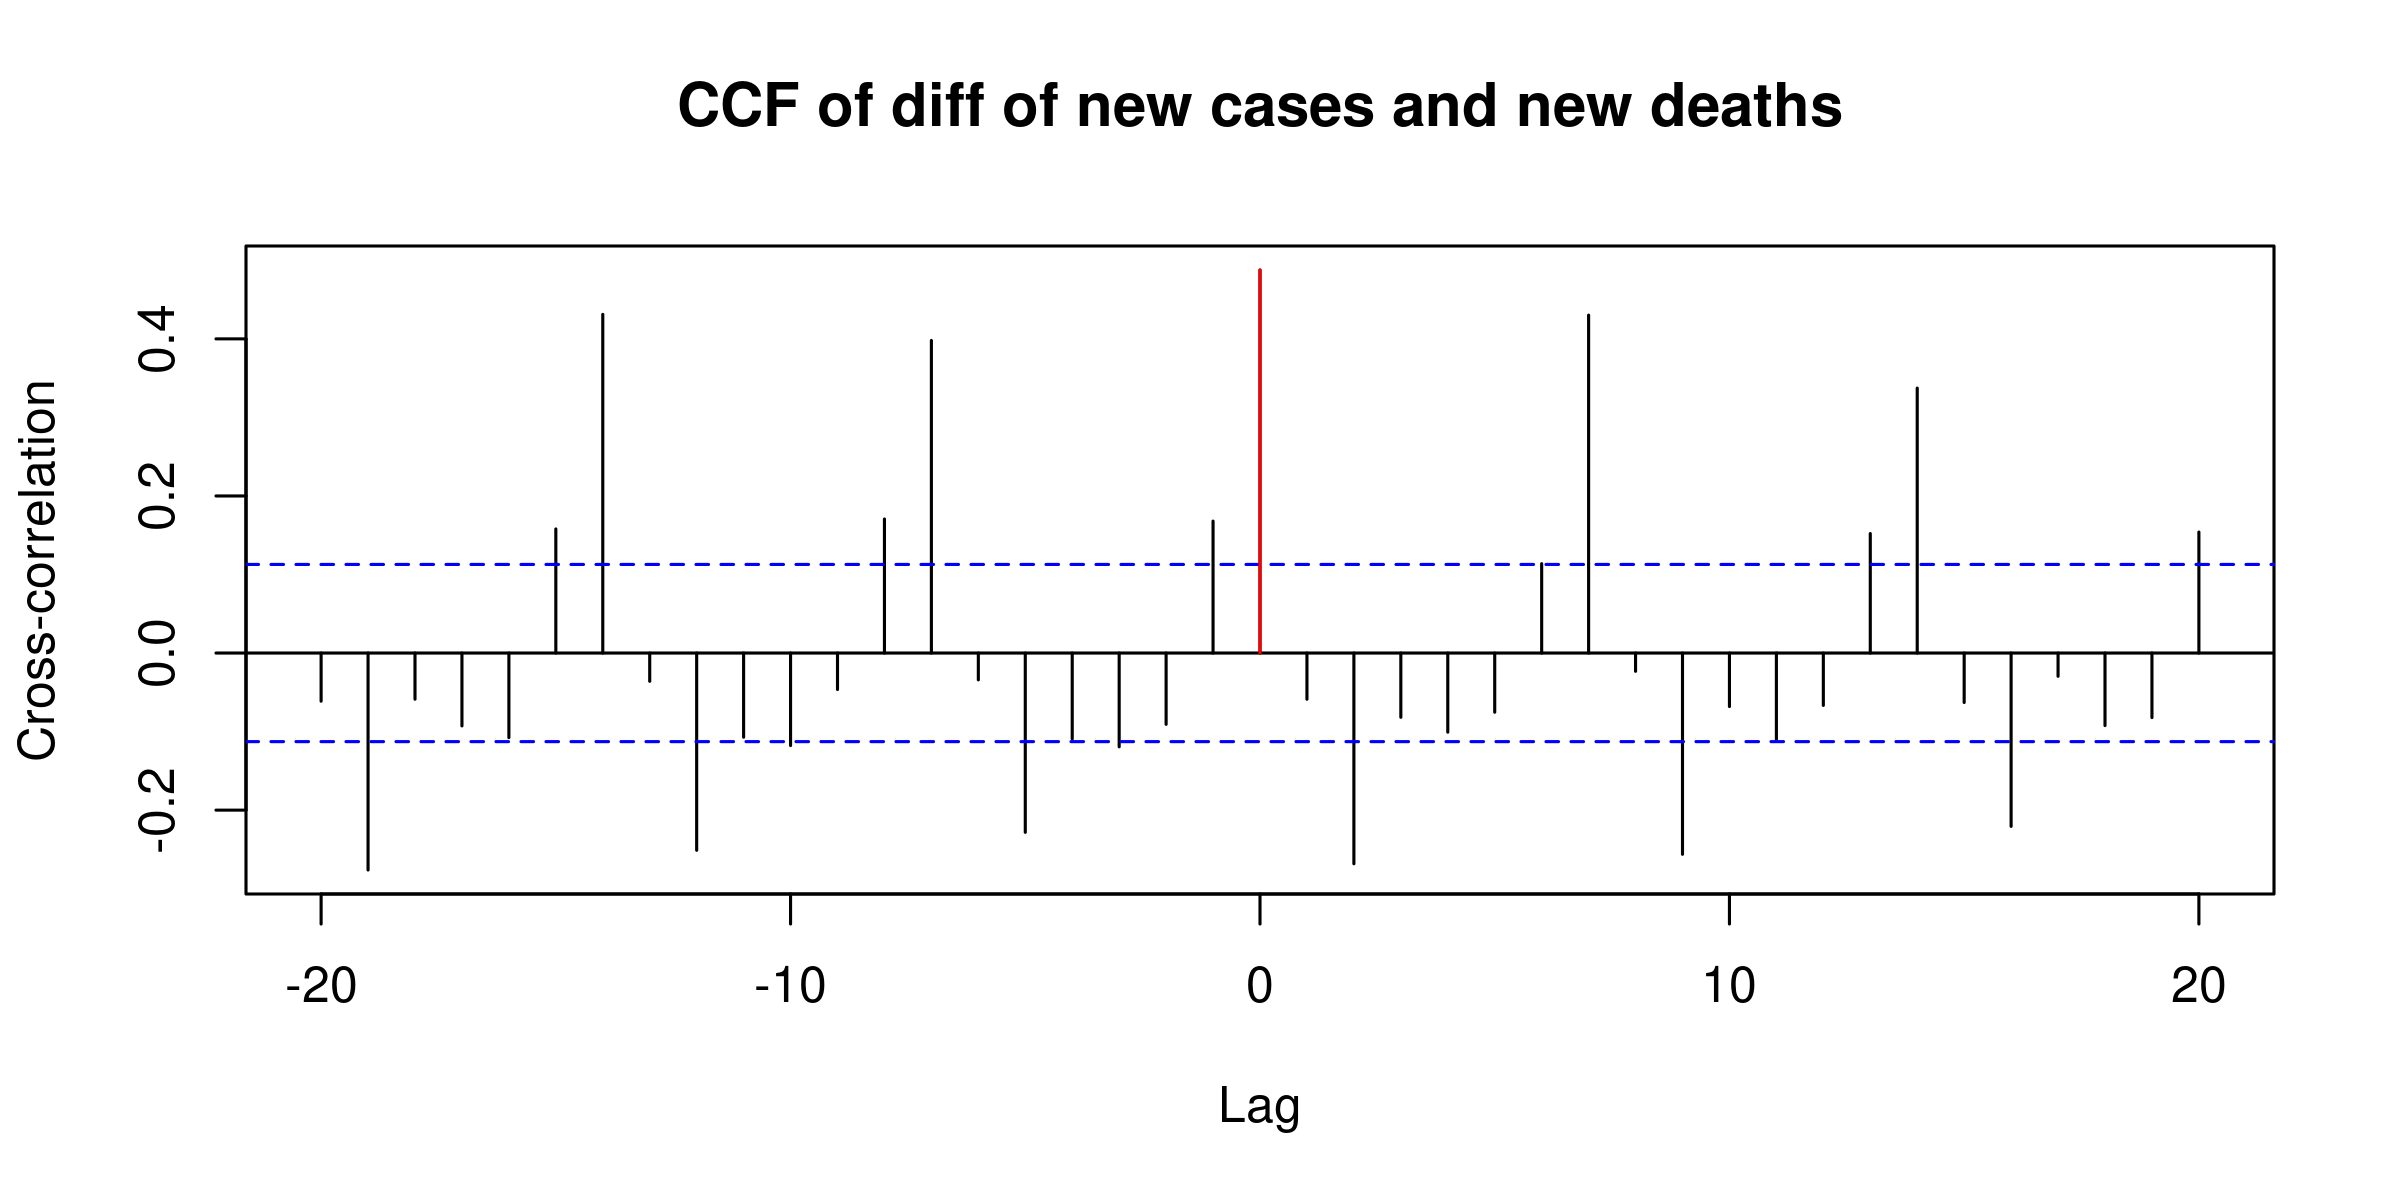 CCF of diff of new cases and new deaths
Cross-correlation
0.4
0.2
0.0
-0.2
-20 -10 0 10 20
Lag